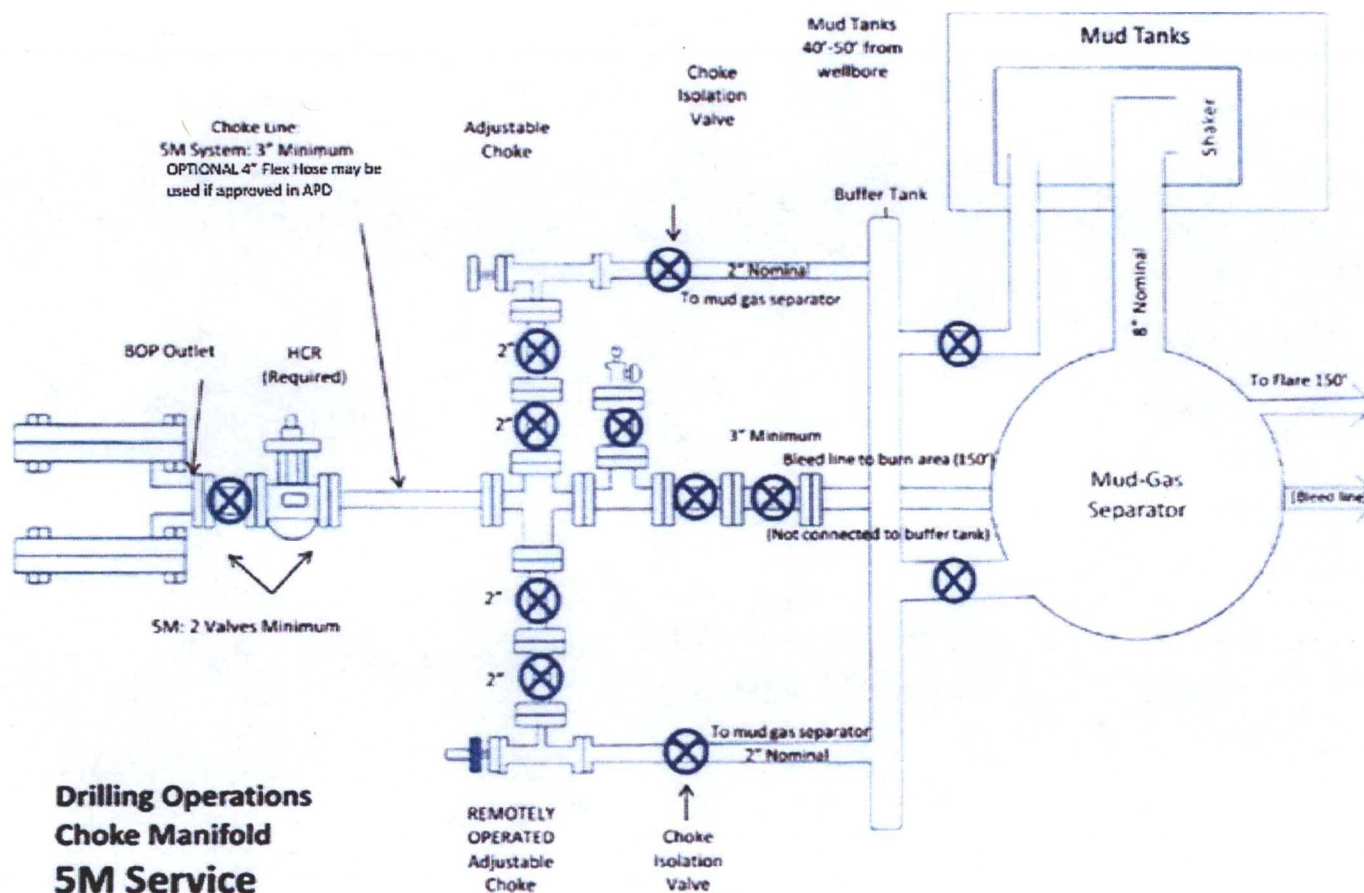 Mud Tanks
40'-50' from
wellbore
Mud Tanks
Shaker
Choke
Isolation
Valve
Adjustable
Choke
Choke Line:
5M System: 3" Minimum
OPTIONAL 4" Flex Hose may be
used if approved in APD
Buffer Tank
2" Nominal
To mud gas separator
8" Nominal
BOP Outlet
HCR
(Required)
2"
2"
To Flare 150'
3" Minimum
Bleed line to burn area (150')
Mud-Gas
Separator
(Bleed line)
(Not connected to buffer tank)
5M: 2 Valves Minimum
2"
2"
To mud gas separator
2" Nominal
Drilling Operations
Choke Manifold
5M Service
REMOTELY
OPERATED
Adjustable
Choke
Choke
Isolation
Valve